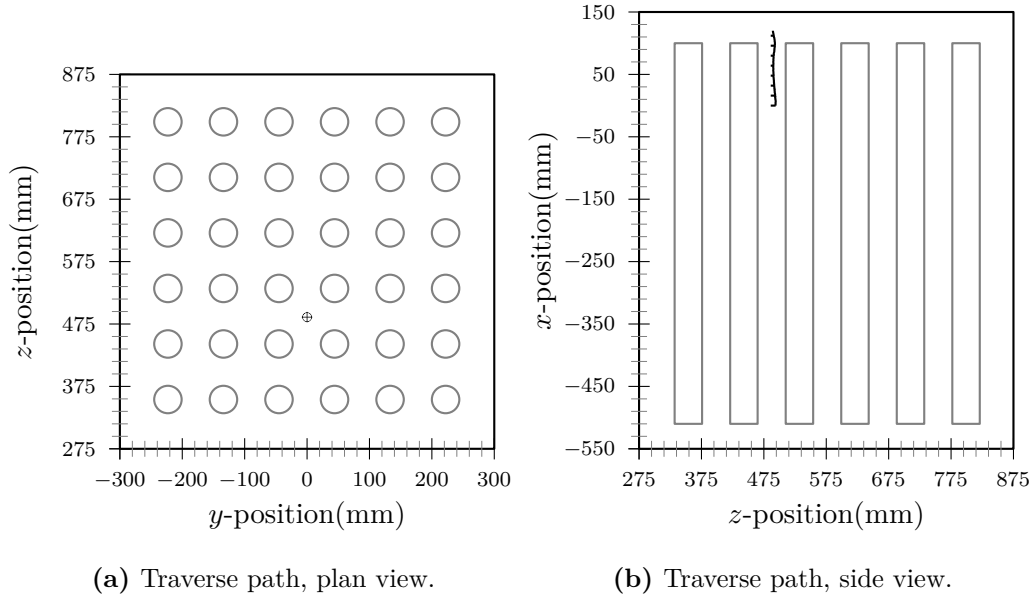 875
775
675
575
475
375
275
−300 −200 −100 0 100 200 300
z-position(mm)
y-position(mm)
150
50
−50
−150
−250
−350
−450
−550
275 375 475 575 675 775 875
x-position(mm)
z-position(mm)
(a) Traverse path, plan view.
(b) Traverse path, side view.